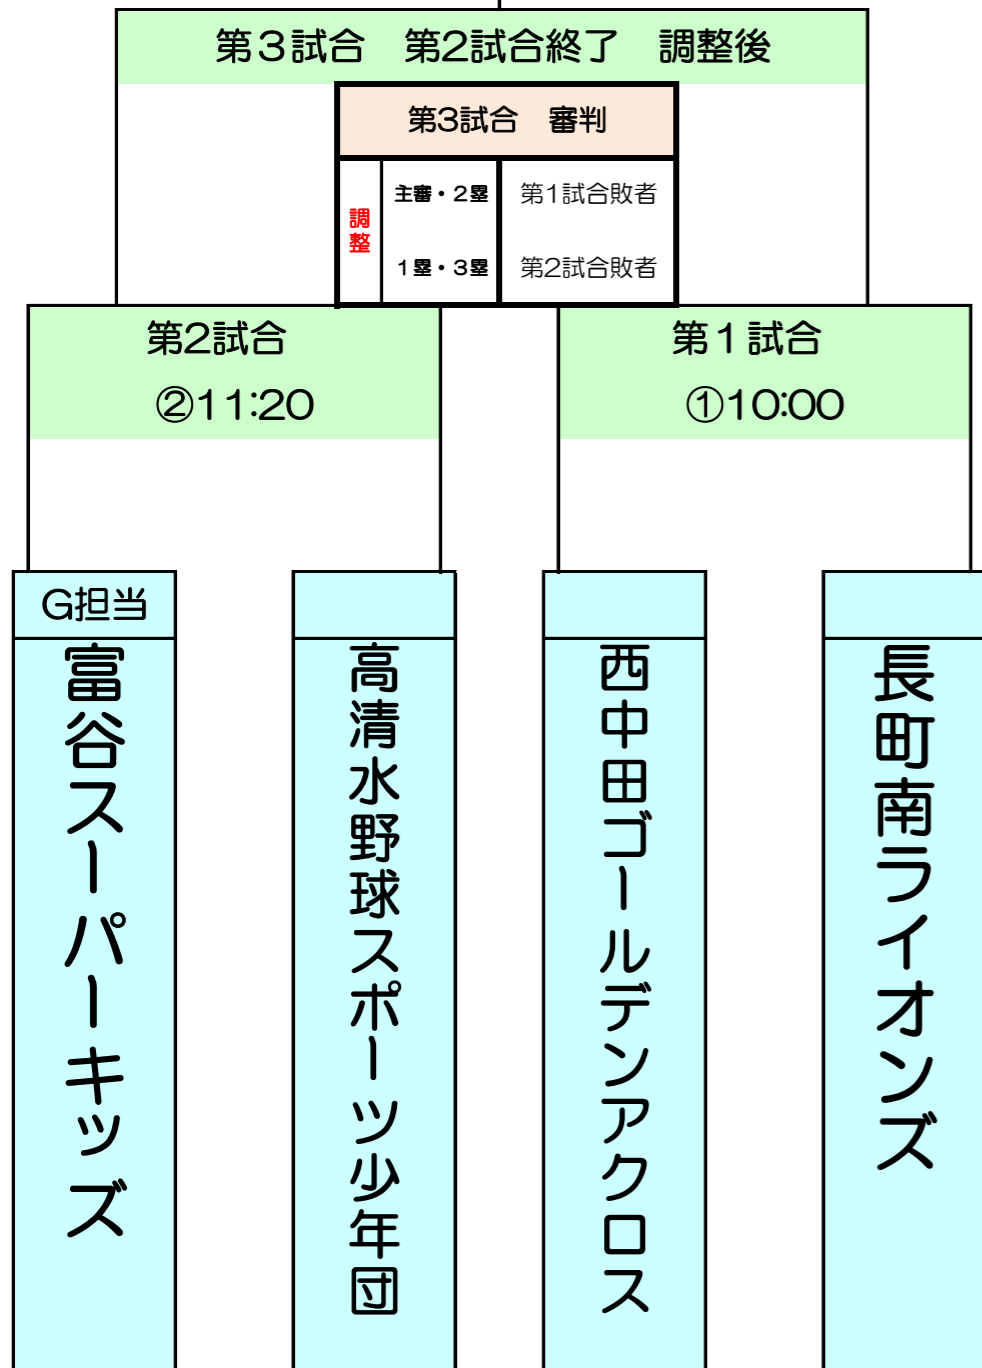 第３試合　第2試合終了　調整後
第3試合　審判
調整
主審・２塁
第1試合敗者
１塁・３塁
第2試合敗者
第2試合
②11:20
第１試合
①10:00
G担当
富谷スーパーキッズ
高清水野球スポーツ少年団
西中田ゴールデンアクロス
長町南ライオンズ